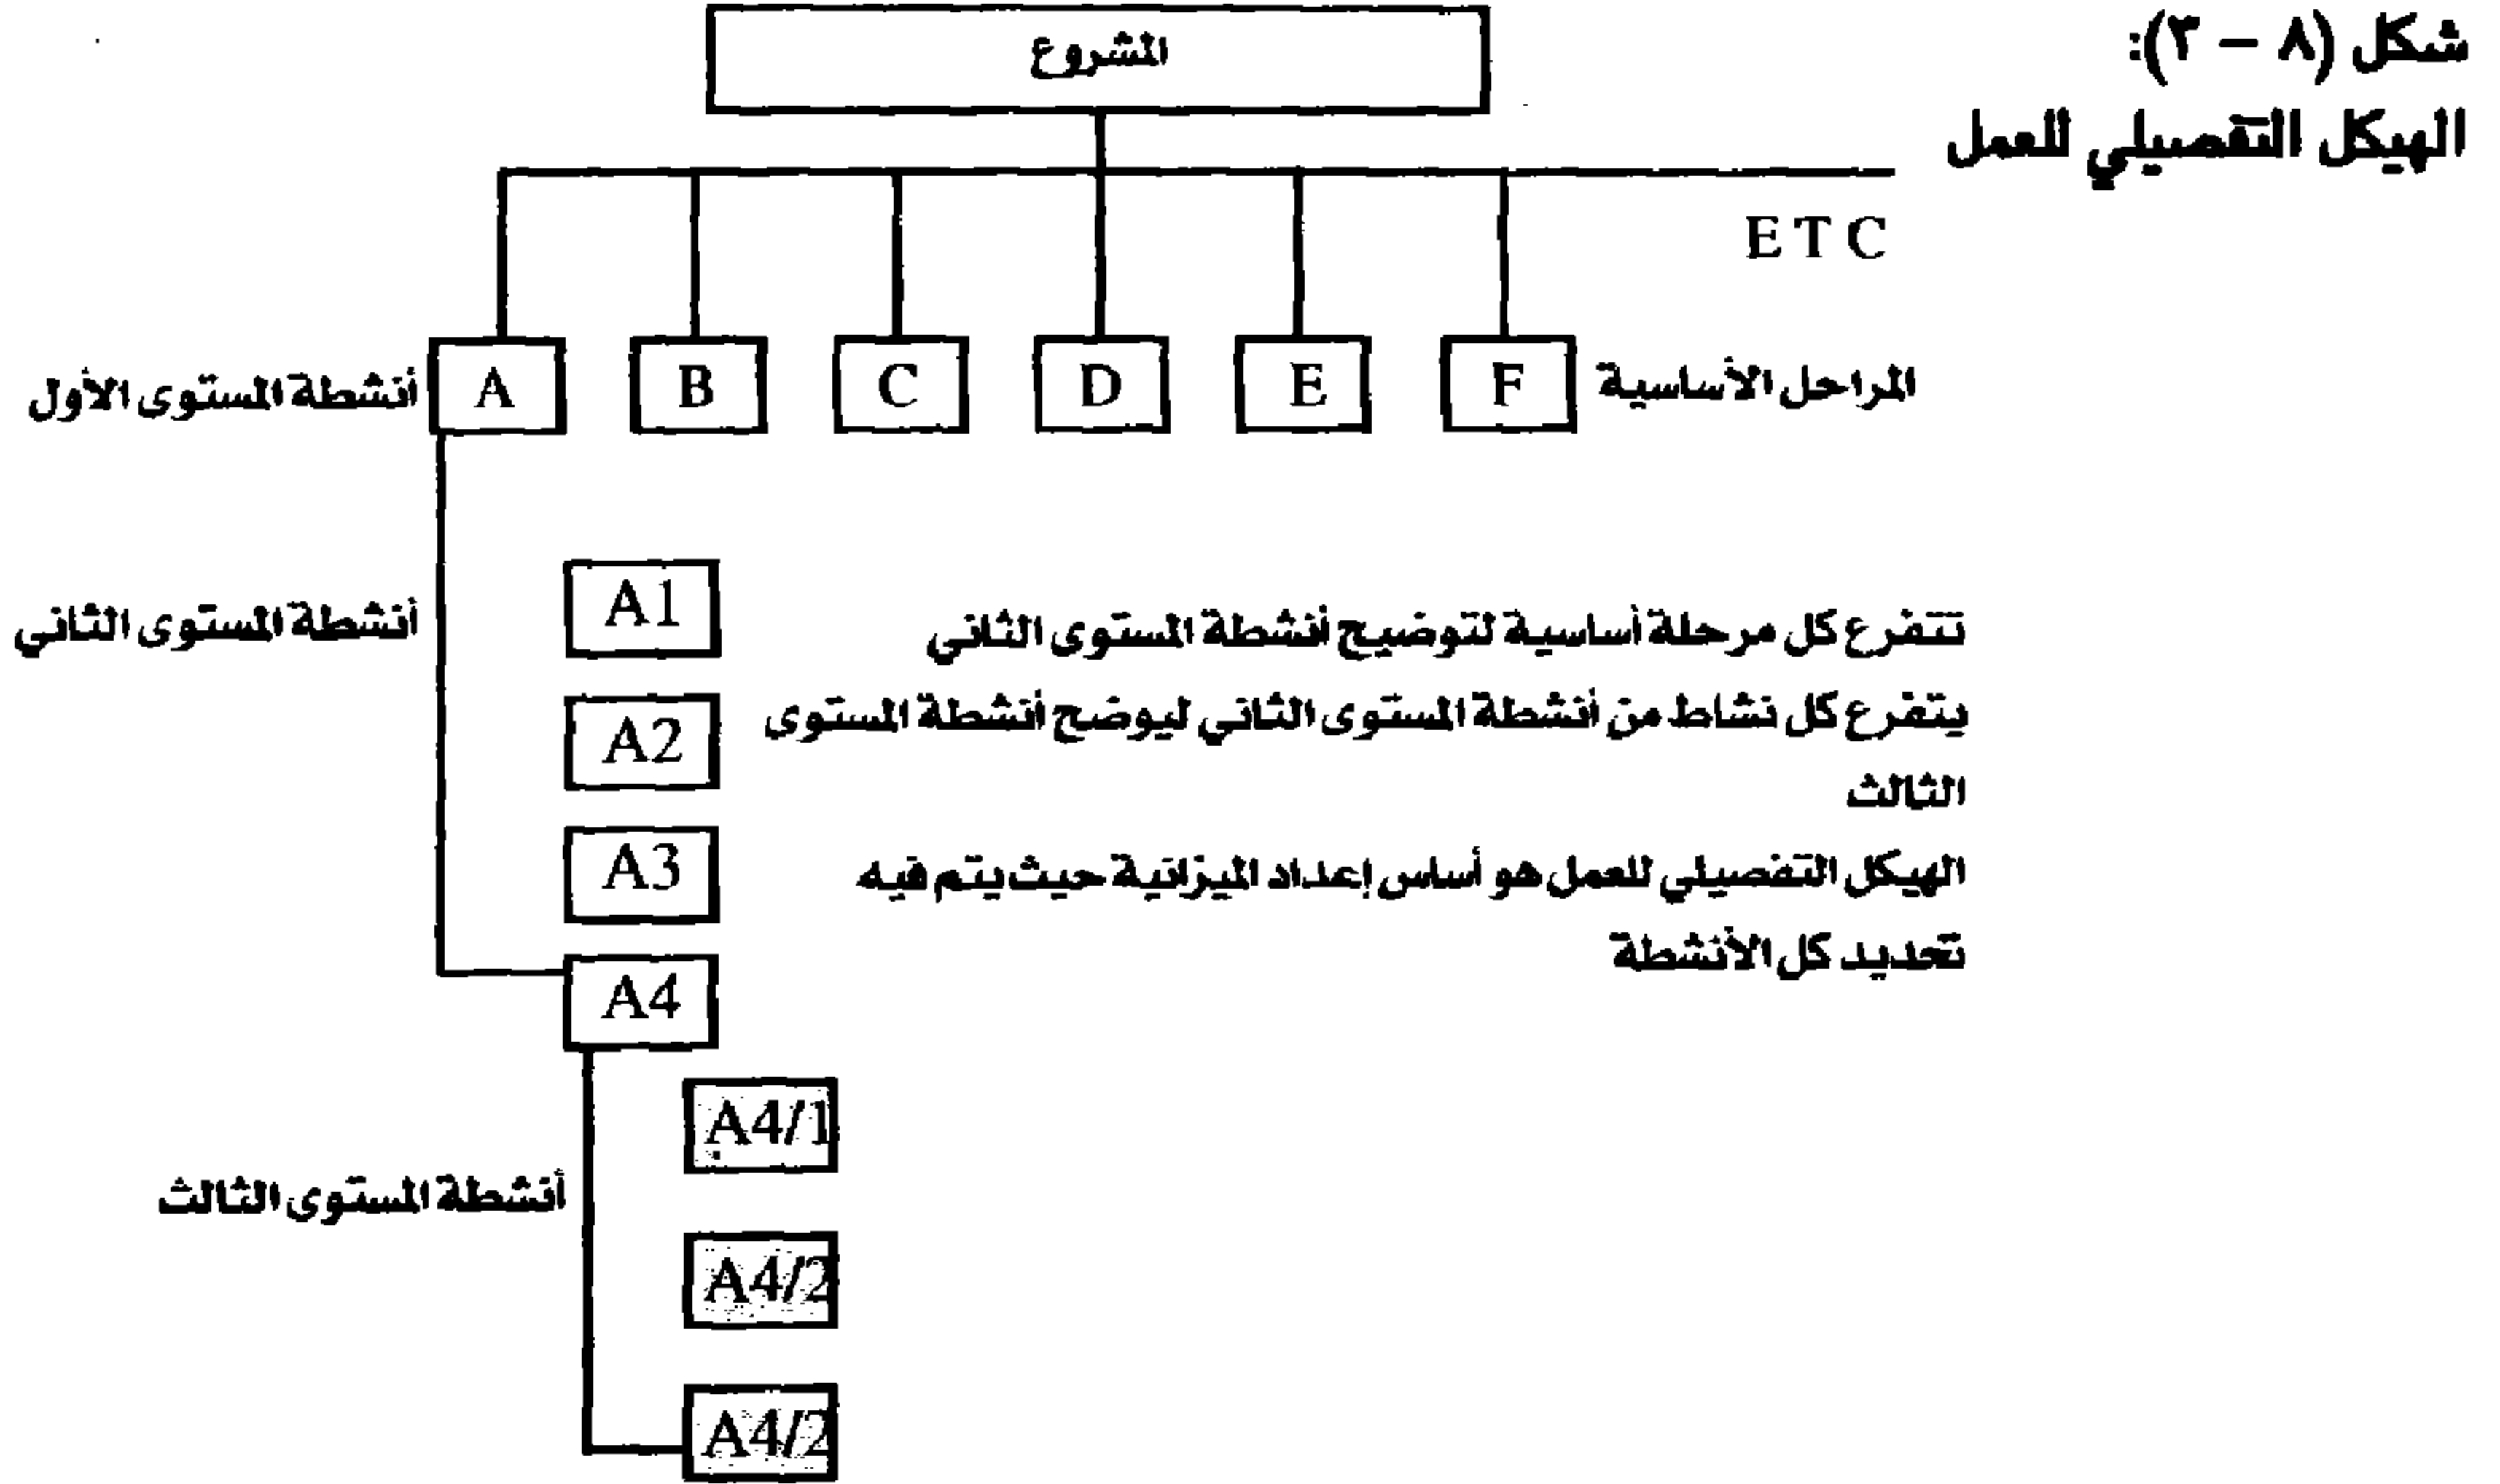 شكل (٨ – ٢):
الهيكل التفصيلي للعمل
المشروع
E T C
أنشطة المستوى الأول
A
B
C
D
E
F
المراحل الأساسية
أنشطة المستوى الثاني
A1
تتفرع كل مرحلة أساسية لتوضيح أنشطة المستوى الثاني
A2
يتفرع كل نشاط من أنشطة المستوى الثاني ليوضح أنشطة المستوى
الثالث
A3
الهيكل التفصيلي للعمل هو أساس إعداد الميزانية حيث يتم فيه
تحديد كل الأنشطة
A4
A4/1
أنشطة المستوى الثالث
A4/2
A4/2